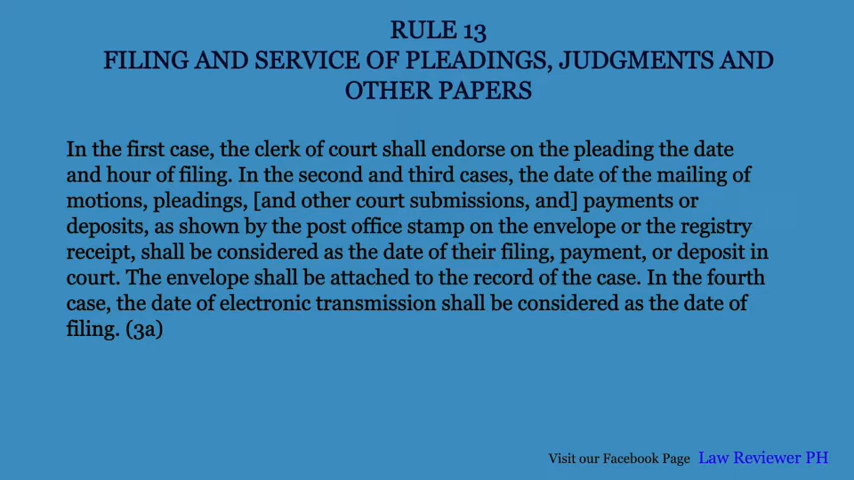 RULE 13
FILING AND SERVICE OF PLEADINGS, JUDGMENTS AND
OTHER PAPERS
In the first case, the clerk of court shall endorse on the pleading the date
and hour of filing. In the second and third cases, the date of the mailing of
motions, pleadings, [and other court submissions, and] payments or
deposits, as shown by the post office stamp on the envelope or the registry
receipt, shall be considered as the date of their filing, payment, or deposit in
court. The envelope shall be attached to the record of the case. In the fourth
case, the date of electronic transmission shall be considered as the date of
filing. (3a)
Visit our Facebook Page Law Reviewer PH